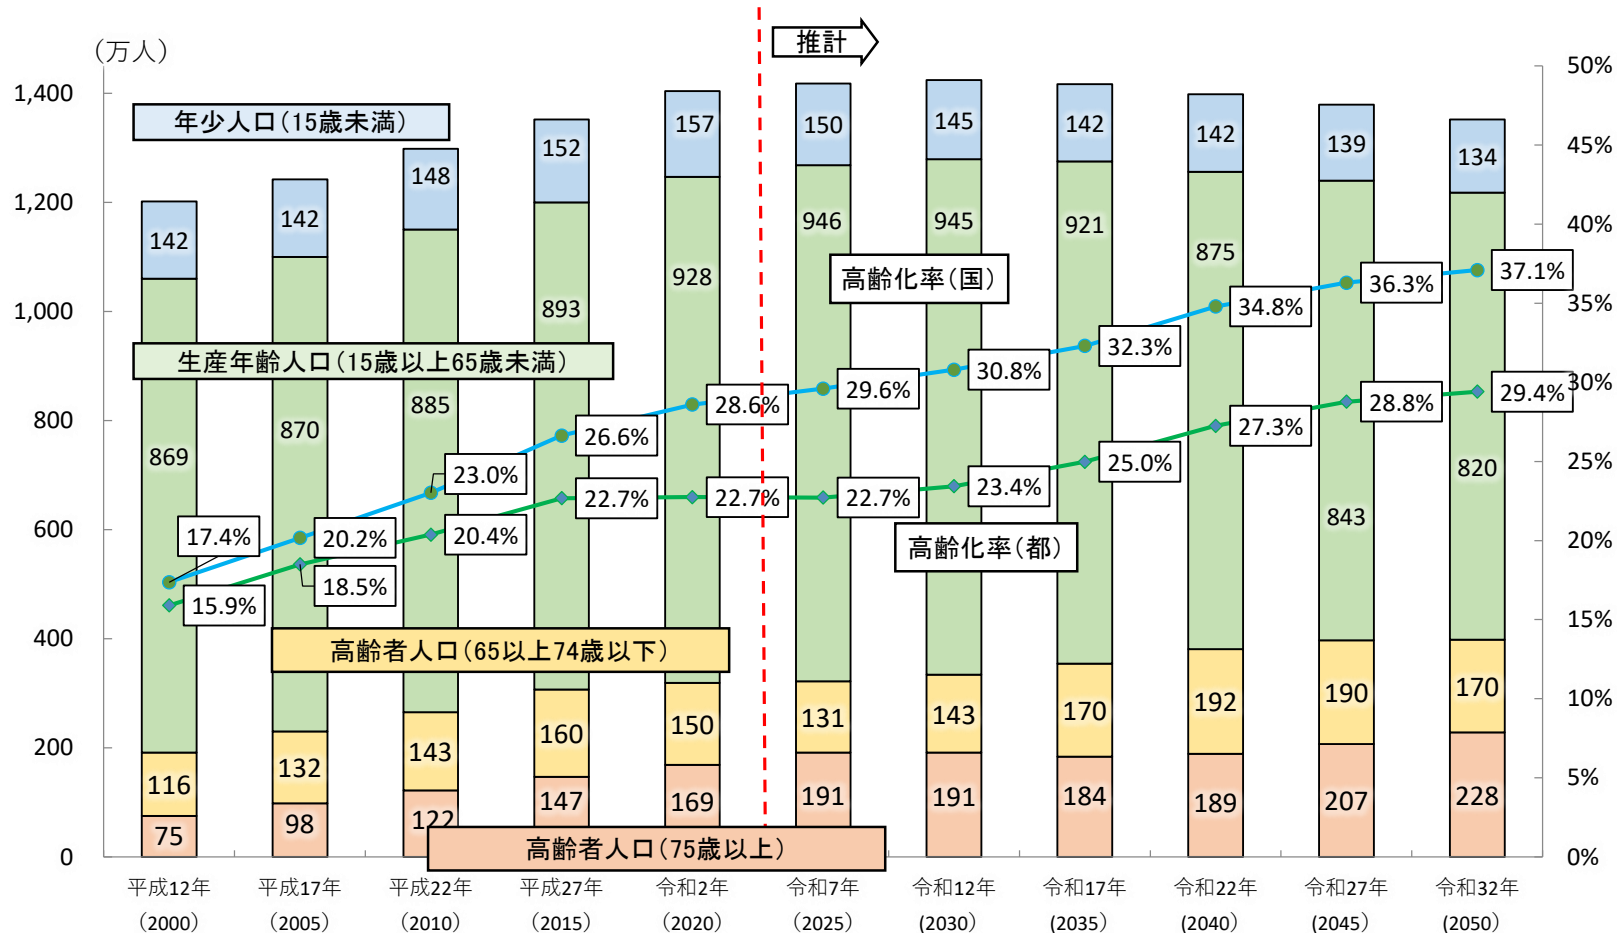 推計
（万人）
50%
1,400
年少人口（15歳未満）
45%
1,200
40%
1,000
35%
800
30%
600
25%
20%
400
15%
200
10%
5%
0
0%
142 142 148 152 157 150 145 142 142 139 134
869 870 885 893 928 946 945 921 875 843 820
高齢化率（国）
17.4% 20.2% 23.0% 26.6% 28.6% 29.6% 30.8% 32.3% 34.8% 36.3% 37.1%
生産年齢人口（15歳以上65歳未満）
15.9% 18.5% 20.4% 22.7% 22.7% 22.7% 23.4% 25.0% 27.3% 28.8% 29.4%
高齢化率（都）
高齢者人口（65以上74歳以下）
116 132 143 160 150 131 143 170 192 190 170
75 98 122 147 169 191 191 184 189 207 228
高齢者人口（75歳以上）
平成12年 平成17年 平成22年 平成27年 令和2年 令和7年 令和12年 令和17年 令和22年 令和27年 令和32年
（2000） （2005） （2010） （2015） （2020） （2025） (2030） (2035） (2040） (2045） (2050）